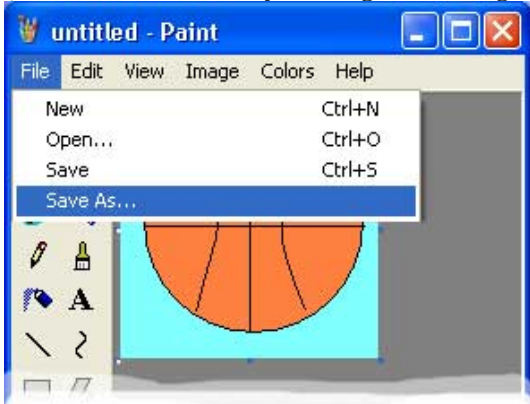 untitled - Paint
File Edit View Image Colors Help
New Ctrl+N
Open... Ctrl+O
Save Ctrl+S
Save As...
A